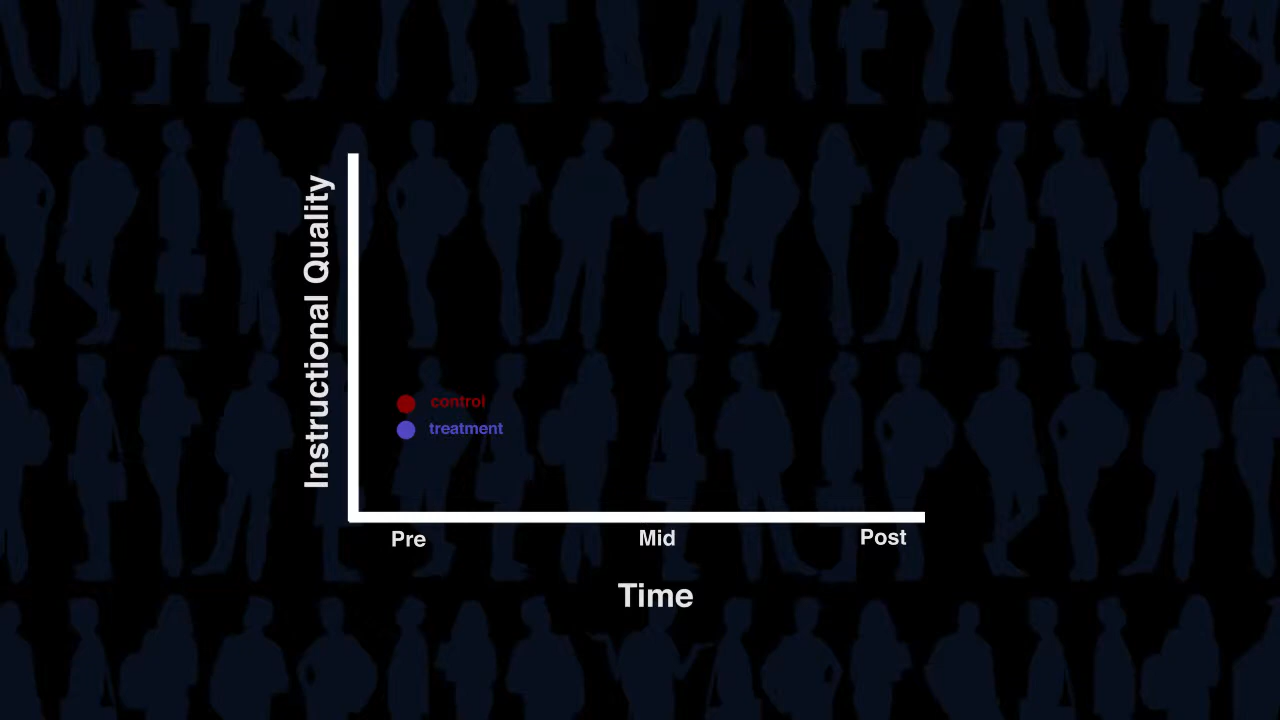 Instructional Quality
control
treatment
Pre
Mid
Post
Time